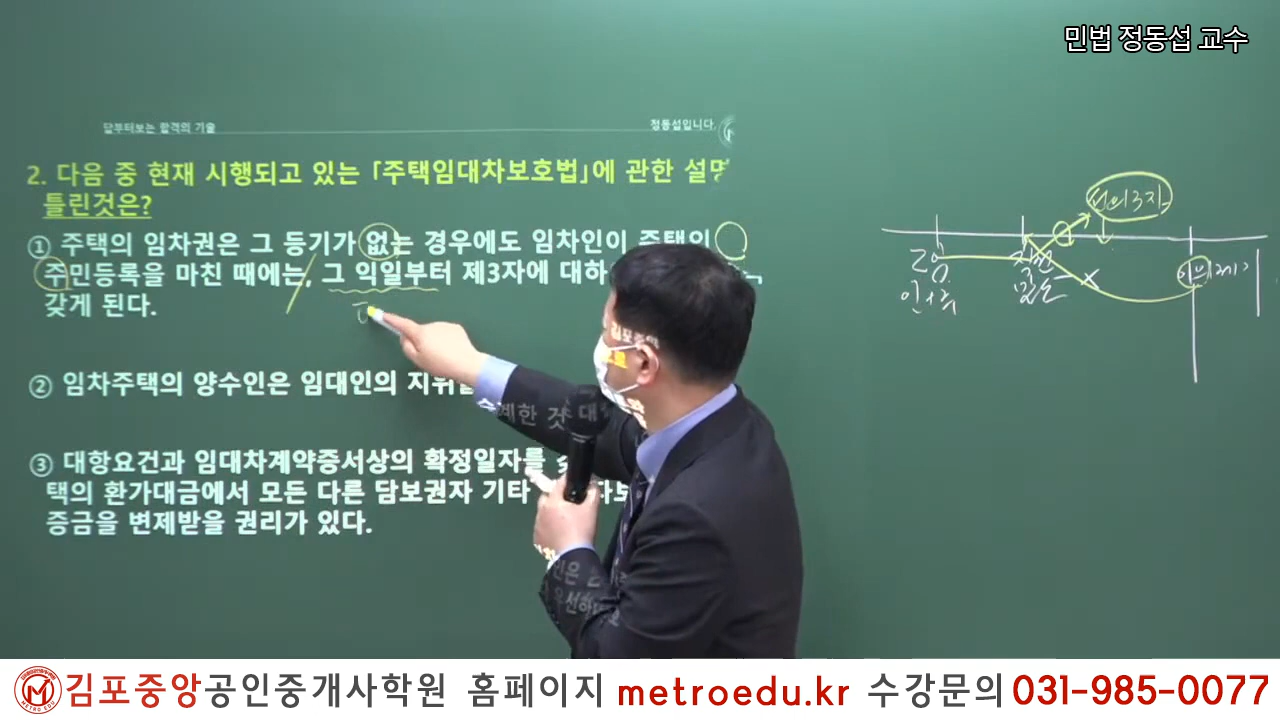 민법 정동섭 교수
답부터보는 합격의 기술
정동섭입니다.
2. 다음 중 현재 시행되고 있는 「주택임대차보호법」에 관한 설명
틀린것은?
① 주택의 임차권은 그 등기가 없는 경우에도 임차인이 주택의
주민등록을 마친 때에는, 그 익일부터 제3자에 대하
갖게 된다.
② 임차주택의 양수인은 임대인의 지위를
계한 것
③ 대항요건과 임대차계약증서상의 확정일자를
택의 환가대금에서 모든 다른 담보권자 기타
증금을 변제받을 권리가 있다.
선의 3자
김포중앙공인중개사학원 홈페이지 metroedu.kr 수강문의 031-985-0077
METRO EDU